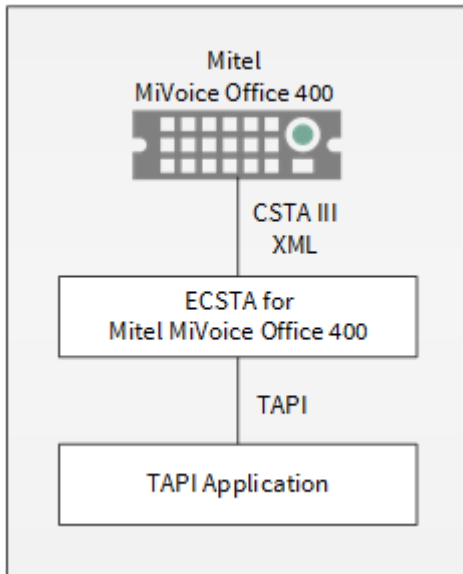 Mitel
MiVoice Office 400
CSTA III
XML
ECSTA for
Mitel MiVoice Office 400
TAPI
TAPI Application